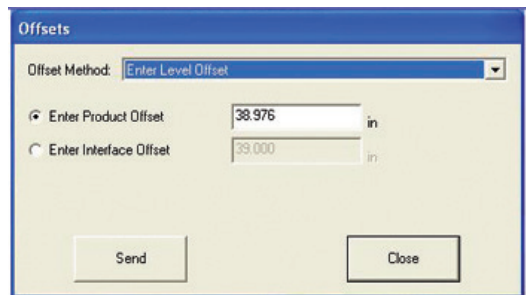 Offsets
Offset Method: Enter Level Offset
Enter Product Offset 38.976 in
Enter Interface Offset 39.000 in
Send Close